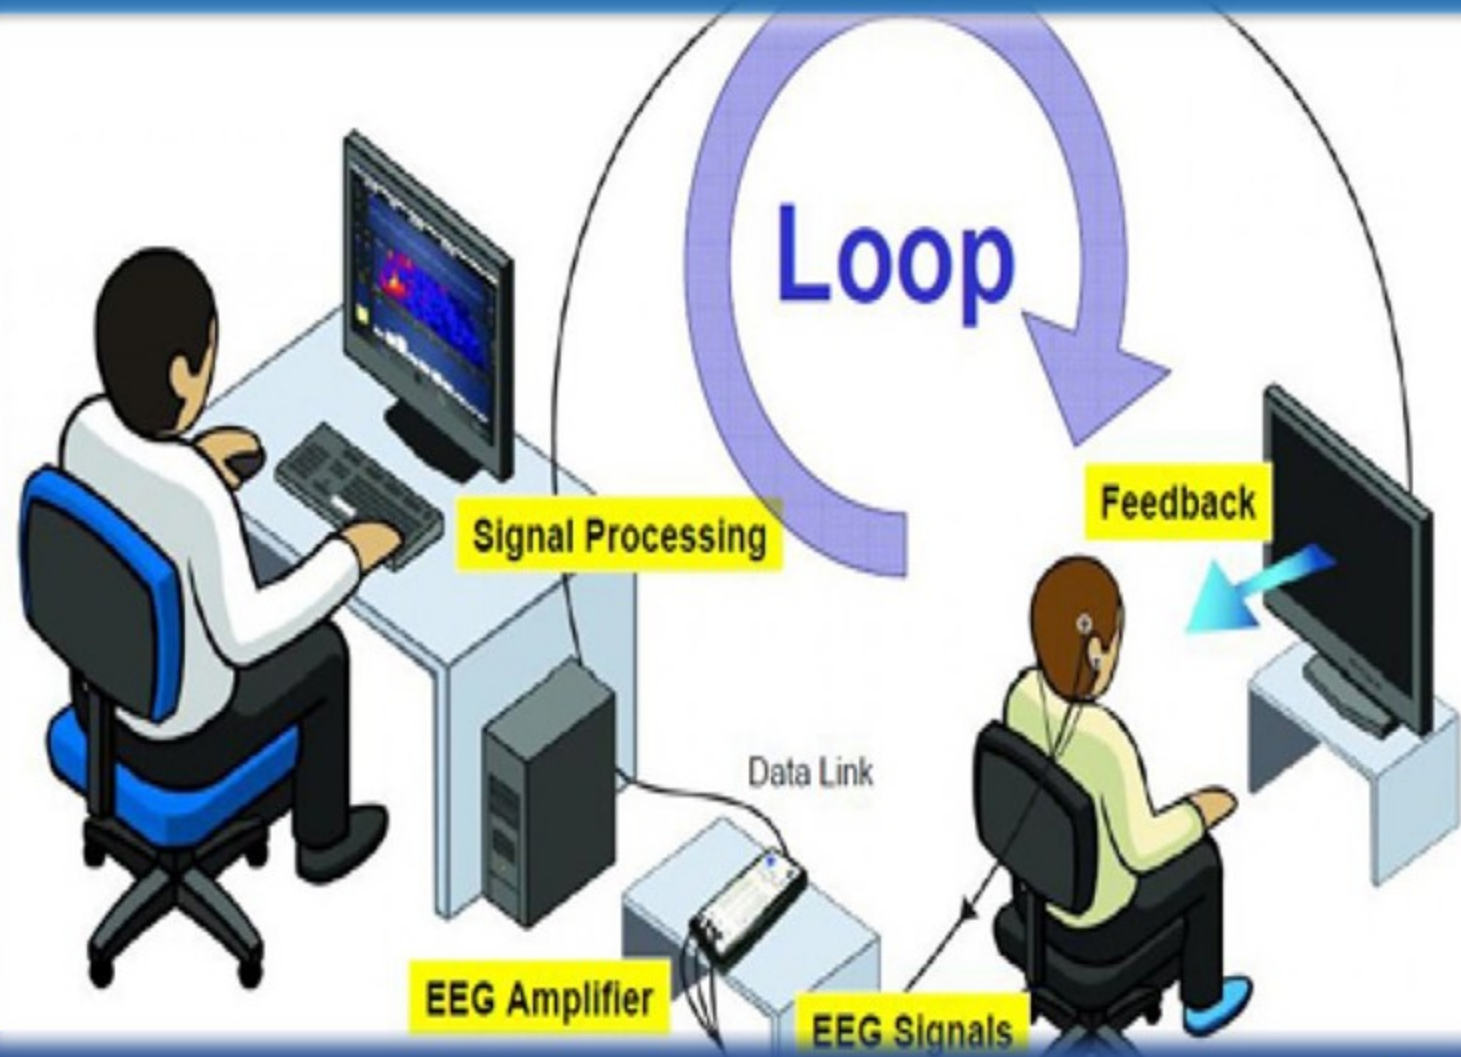 Loop
Feedback
Signal Processing
Data Link
EEG Amplifier
EEG Signals